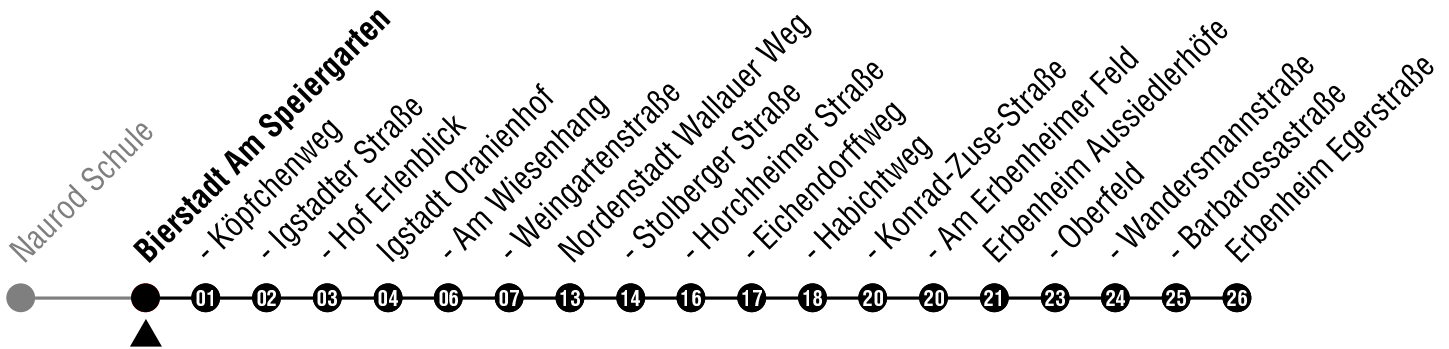 Naurod Schule
Bierstadt Am Speiergarten
- Köpfchenweg
- Igstadter Straße
- Hof Erlenblick
Igstadt Oranienhof
- Am Wiesenhang
- Weingartenstraße
Nordenstadt Wallauer Weg
- Stolberger Straße
- Horchheimer Straße
- Eichendorffweg
- Habichtweg
- Konrad-Zuse-Straße
- Am Erbenheimer Feld
Erbenheim Aussiedlerhöfe
- Oberfeld
- Wandersmannstraße
- Barbarossastraße
Erbenheim Egerstraße
01 02 03 04 06 07 13 14 16 17 18 20 20 21 23 24 25 26